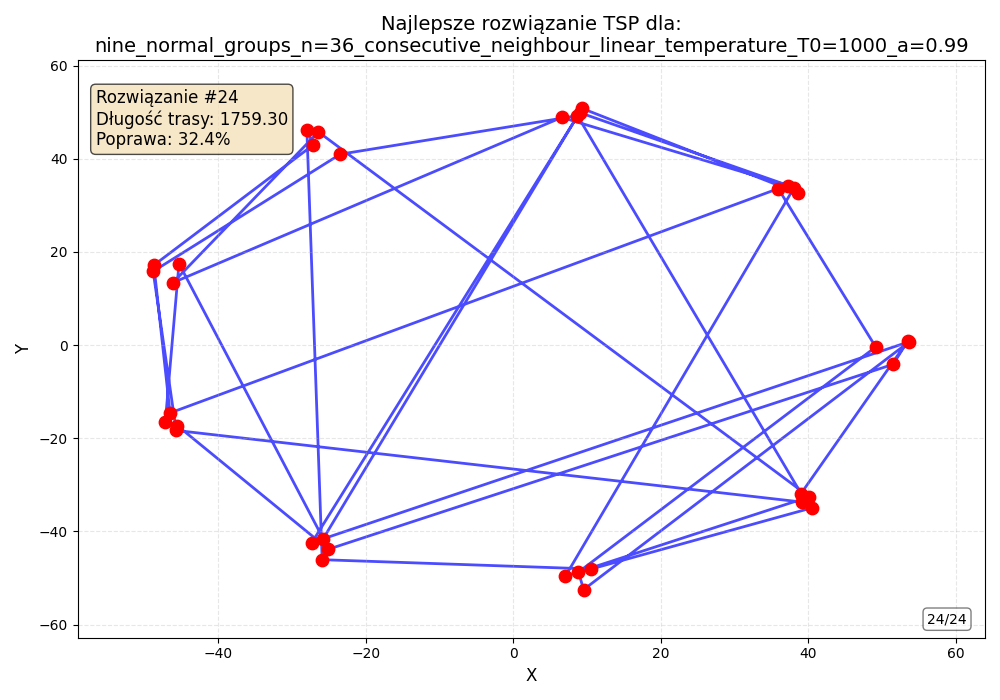 Najlepsze rozwiązanie TSP dla:
nine_normal_groups_n=36_consecutive_neighbour_linear_temperature_T0=1000_a=0.99
60
Rozwiązanie #24
Długość trasy: 1759.30
Poprawa: 32.4%
40
20
Y
0
−20
−40
−60
24/24
−40
−20
0
20
40
60
X